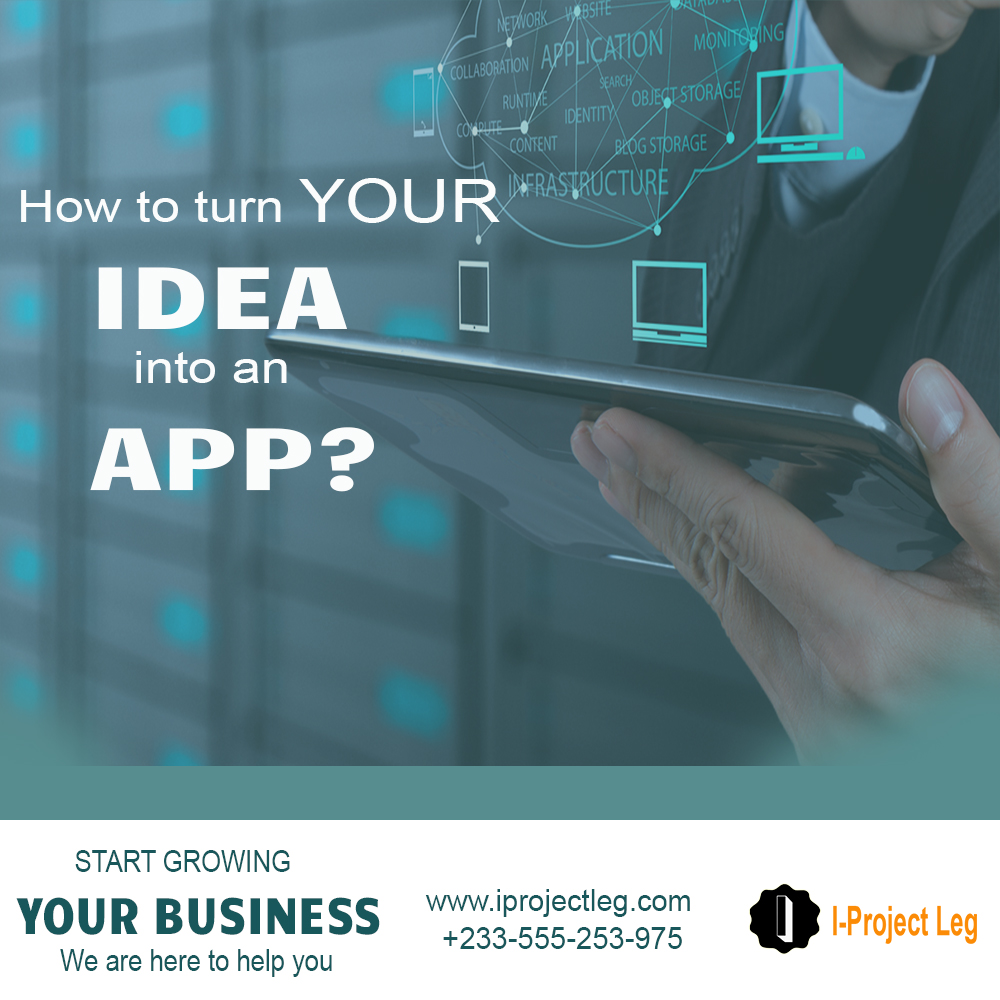 NETWORK
WEBSITE
DATABASE
APPLICATION
MONITORING
COLLABORATION
SEARCH
RUNTIME
IDENTITY
OBJECT STORAGE
COMPUTE
CONTENT
BLOG STORAGE
INFRASTRUCTURE
How to turn YOUR
IDEA
into an
APP?
START GROWING
YOUR BUSINESS
We are here to help you
www.iprojectleg.com
+233-555-253-975
I-Project Leg